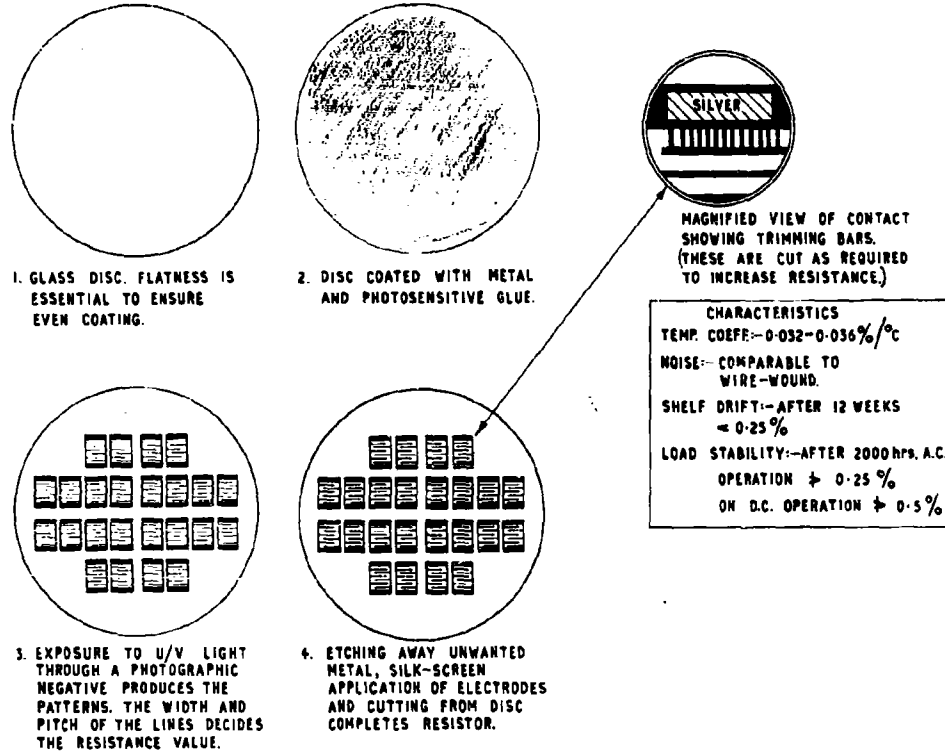 1. GLASS DISC. FLATNESS IS
ESSENTIAL TO ENSURE
EVEN COATING.
2. DISC COATED WITH METAL
AND PHOTOSENSITIVE GLUE.
SILVER
MAGNIFIED VIEW OF CONTACT
SHOWING TRIMMING BARS.
(THESE ARE CUT AS REQUIRED
TO INCREASE RESISTANCE.)
CHARACTERISTICS
TEMP. COEFF:-0·032-0·036%/°C
NOISE:- COMPARABLE TO
WIRE-WOUND.
SHELF DRIFT:-AFTER 12 WEEKS
0·25%
LOAD STABILITY:-AFTER 2000 hrs, A.C.
OPERATION ≯ 0·25%
ON D.C. OPERATION ≯ 0·5%
3. EXPOSURE TO U/V LIGHT
THROUGH A PHOTOGRAPHIC
NEGATIVE PRODUCES THE
PATTERNS. THE WIDTH AND
PITCH OF THE LINES DECIDES
THE RESISTANCE VALUE.
4. ETCHING AWAY UNWANTED
METAL, SILK-SCREEN
APPLICATION OF ELECTRODES
AND CUTTING FROM DISC
COMPLETES RESISTOR.